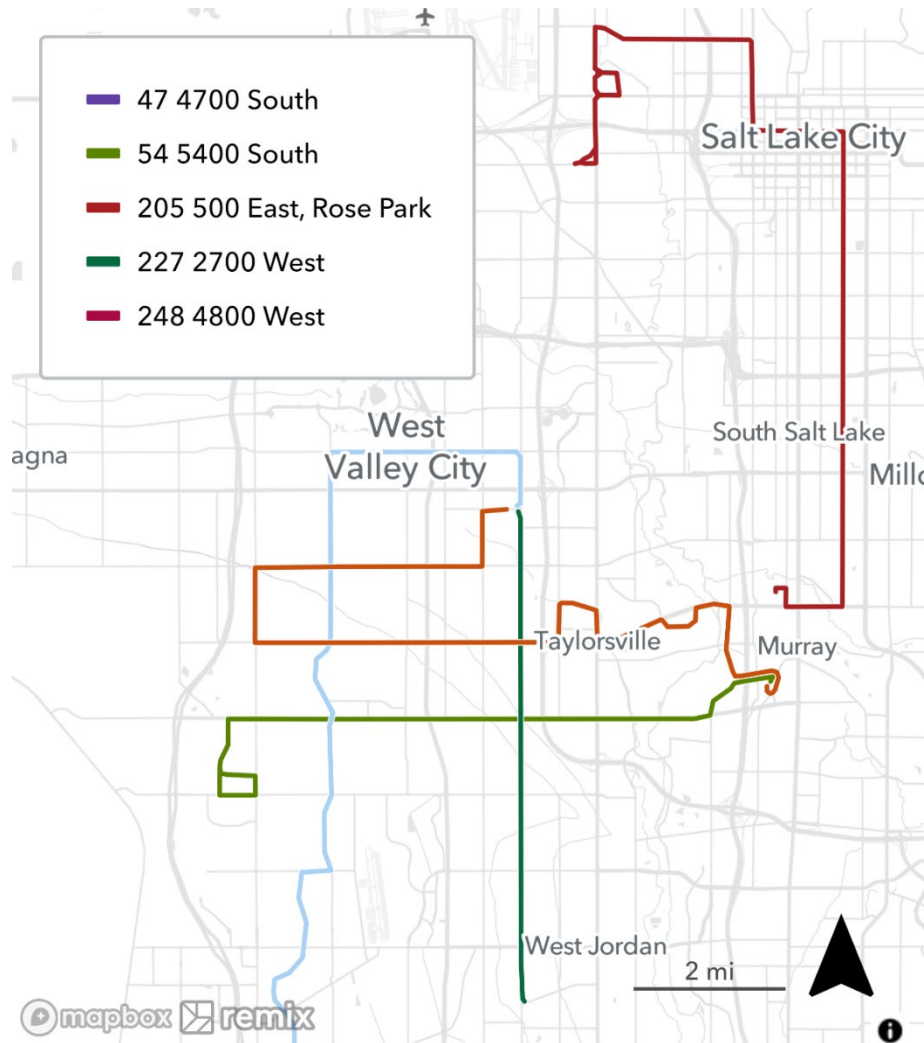 47 4700 South
54 5400 South
205 500 East, Rose Park
227 2700 West
248 4800 West
Salt Lake City
West
Valley City
South Salt Lake
agna
Millc
Taylorsville
Murray
West Jordan
2 mi
mapbox remix
i